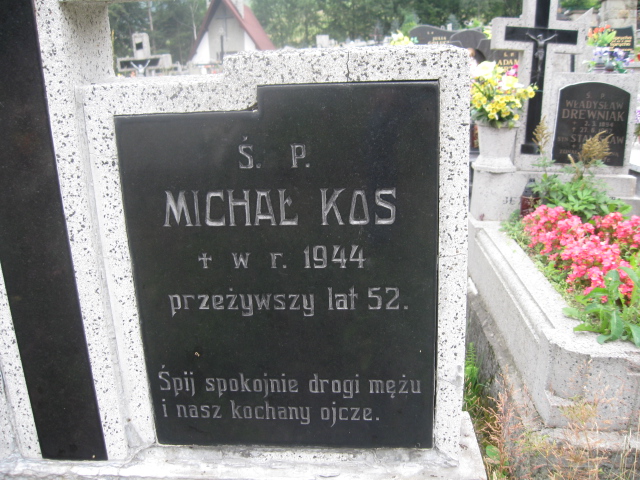 Ś. P.
MICHAŁ KOS
+ w r. 1944
przeżywszy lat 52.
Śpij spokojnie drogi mężu
i nasz kochany ojcze.
WŁADYSŁAW
DREWNIAK